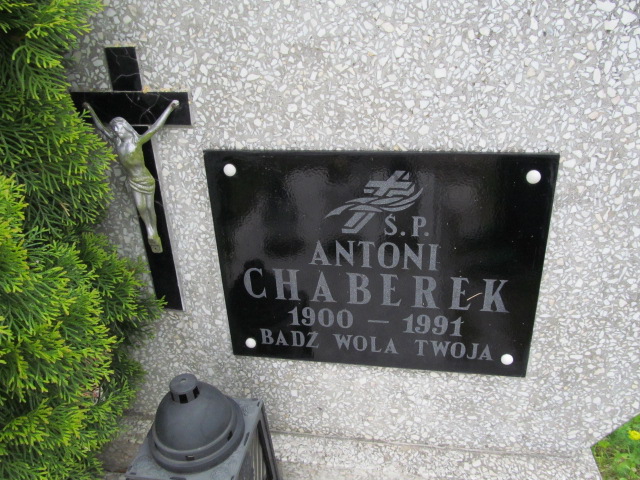 Ś.P.
ANTONI
CHABEREK
1900 — 1991
BĄDŹ WOLA TWOJA